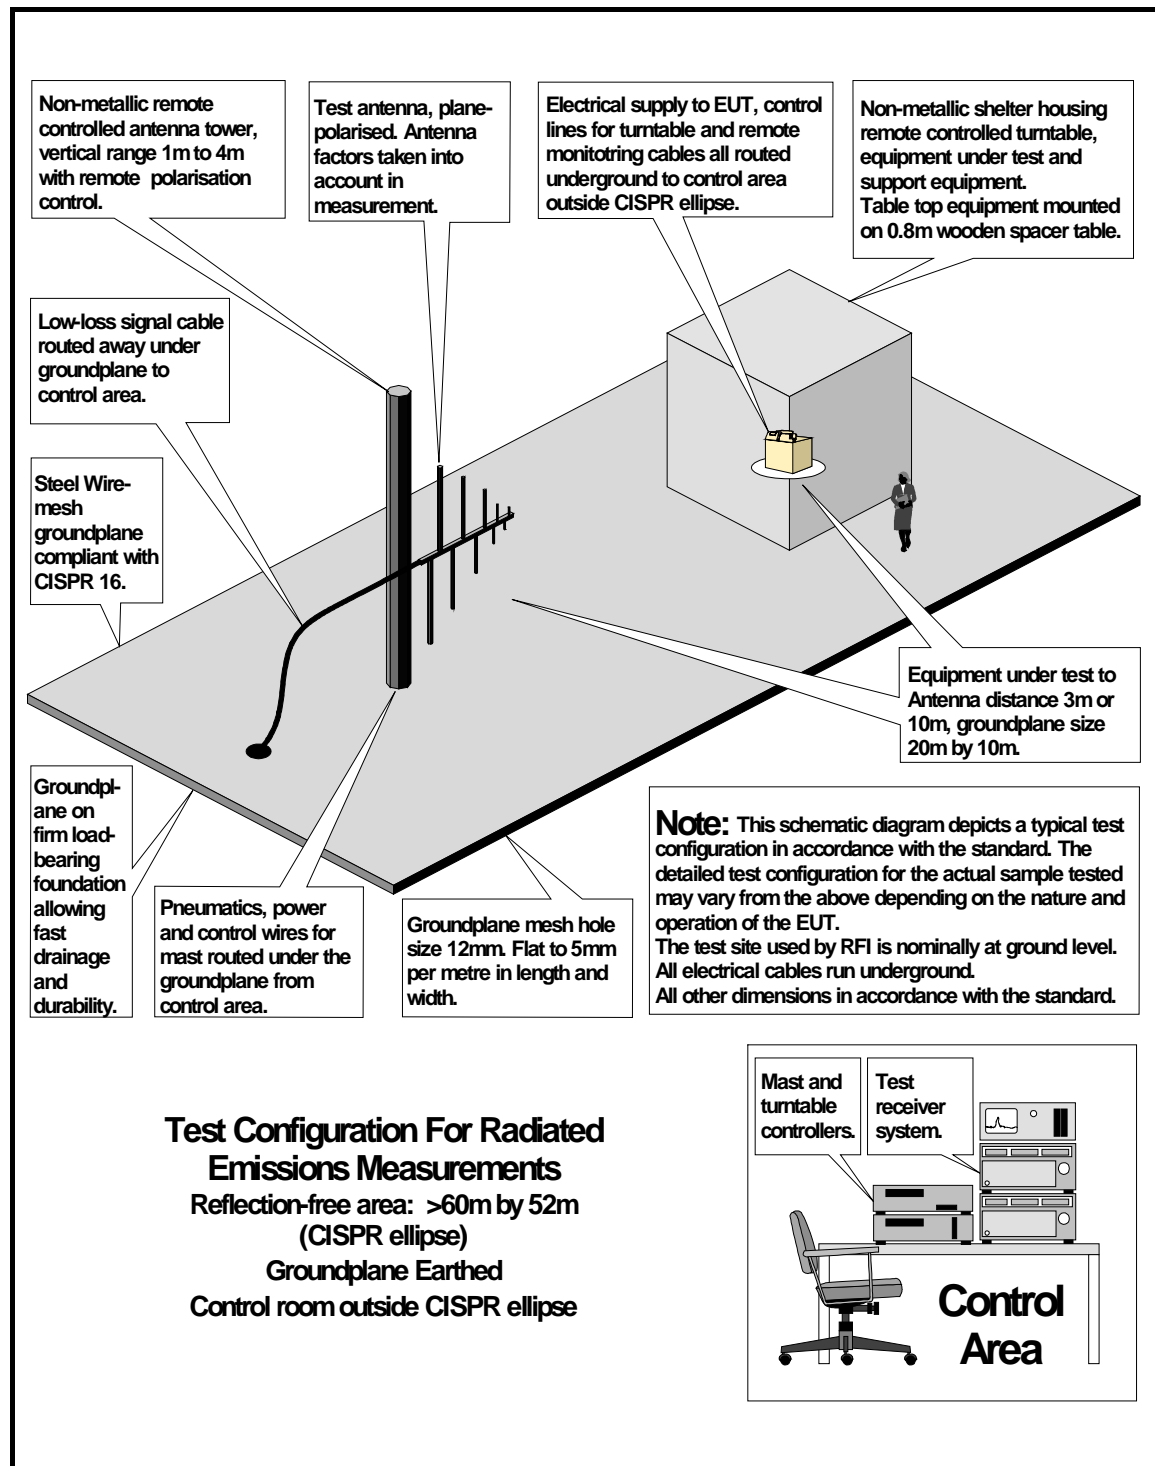 Non-metallic remote
controlled antenna tower,
vertical range 1m to 4m
with remote polarisation
control.
Test antenna, plane-
polarised. Antenna
factors taken into
account in
measurement.
Electrical supply to EUT, control
lines for turntable and remote
monitotring cables all routed
underground to control area
outside CISPR ellipse.
Non-metallic shelter housing
remote controlled turntable,
equipment under test and
support equipment.
Table top equipment mounted
on 0.8m wooden spacer table.
Low-loss signal cable
routed away under
groundplane to
control area.
Steel Wire-
mesh
groundplane
compliant with
CISPR 16.
Equipment under test to
Antenna distance 3m or
10m, groundplane size
20m by 10m.
Groundpl-
ane on
firm load-
bearing
foundation
allowing
fast
drainage
and
durability.
Pneumatics, power
and control wires for
mast routed under the
groundplane from
control area.
Groundplane mesh hole
size 12mm. Flat to 5mm
per metre in length and
width.
Note: This schematic diagram depicts a typical test
configuration in accordance with the standard. The
detailed test configuration for the actual sample tested
may vary from the above depending on the nature and
operation of the EUT.
The test site used by RFI is nominally at ground level.
All electrical cables run underground.
All other dimensions in accordance with the standard.
Test Configuration For Radiated
Emissions Measurements
Reflection-free area: >60m by 52m
(CISPR ellipse)
Groundplane Earthed
Control room outside CISPR ellipse
Mast and
turntable
controllers.
Test
receiver
system.
Control
Area